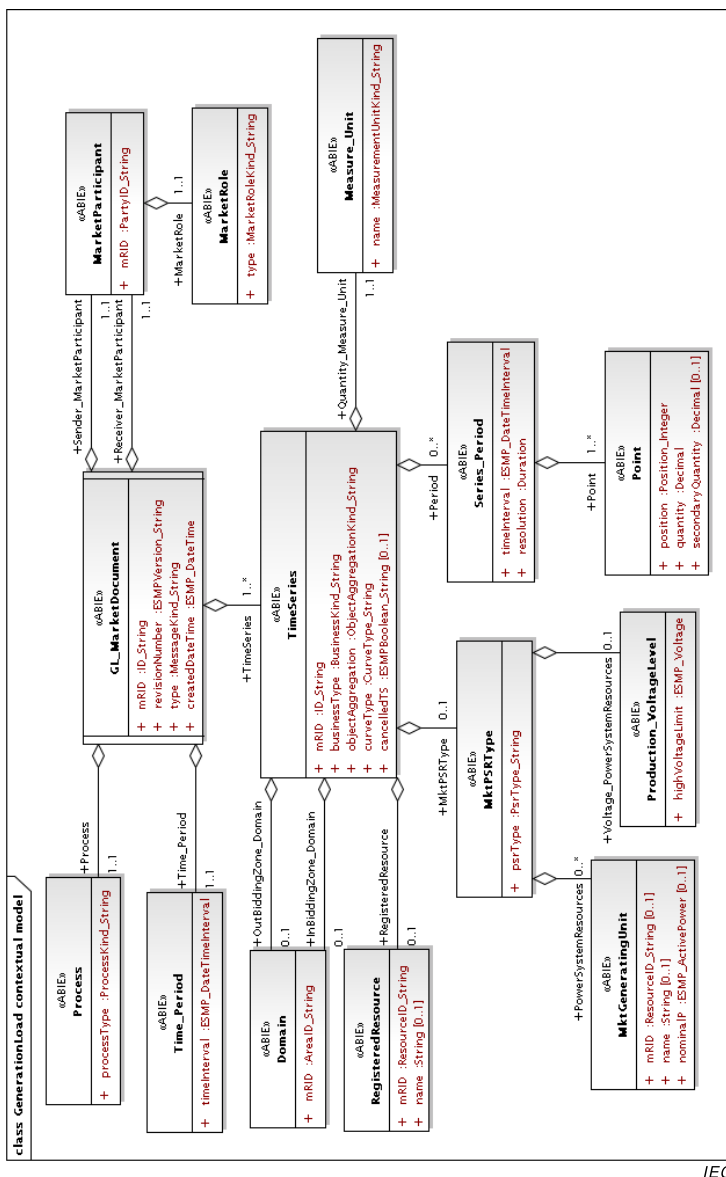 class GenerationLoad contextual model
«ABIE»
Process
+ processType :ProcessKind_String
+Process
1..1
«ABIE»
Time_Period
+ timeInterval :ESMP_DateTimeInterval
+Time_Period
1..1
«ABIE»
GL_MarketDocument
+ mRID :ID_String
+ revisionNumber :ESMPVersion_String
+ type :MessageKind_String
+ createdDateTime :ESMP_DateTime
+Sender_MarketParticipant
1..1
+Receiver_MarketParticipant
1..1
«ABIE»
MarketParticipant
+ mRID :PartyID_String
+MarketRole
1..1
«ABIE»
MarketRole
+ type :MarketRoleKind_String
+TimeSeries
1..*
«ABIE»
Domain
+ mRID :AreaID_String
+OutBiddingZone_Domain
0..1
+InBiddingZone_Domain
0..1
«ABIE»
RegisteredResource
+ mRID :ResourceID_String
+ name :String [0..1]
+RegisteredResource
0..1
«ABIE»
TimeSeries
+ mRID :ID_String
+ businessType :BusinessKind_String
+ objectAggregation :ObjectAggregationKind_String
+ curveType :CurveType_String
+ cancelledTS :ESMPBoolean_String [0..1]
+Quantity_Measure_Unit
1..1
«ABIE»
Measure_Unit
+ name :MeasurementUnitKind_String
+MktPSRType
0..1
«ABIE»
MktPSRType
+ psrType :PsrType_String
+Period
0..*
«ABIE»
Series_Period
+ timeInterval :ESMP_DateTimeInterval
+ resolution :Duration
+PowerSystemResources
0..*
«ABIE»
MktGeneratingUnit
+ mRID :ResourceID_String [0..1]
+ name :String [0..1]
+ nominalP :ESMP_ActivePower [0..1]
+Voltage_PowerSystemResources
0..1
«ABIE»
Production_VoltageLevel
+ highVoltageLimit :ESMP_Voltage
+Point
1..*
«ABIE»
Point
+ position :Position_Integer
+ quantity :Decimal
+ secondaryQuantity :Decimal [0..1]
IEC